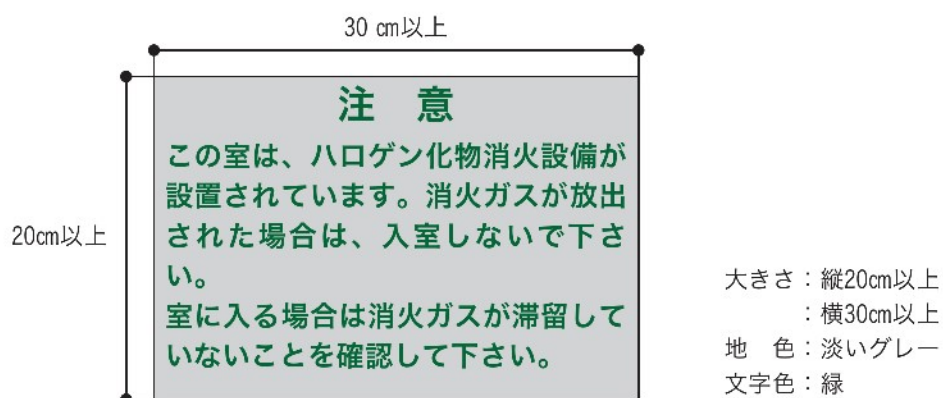 30 cm以上
注　意
この室は、ハロゲン化物消火設備が
設置されています。消火ガスが放出
された場合は、入室しないで下さ
い。
室に入る場合は消火ガスが滞留して
いないことを確認して下さい。
20cm以上
大きさ：縦20cm以上
：横30cm以上
地　色：淡いグレー
文字色：緑